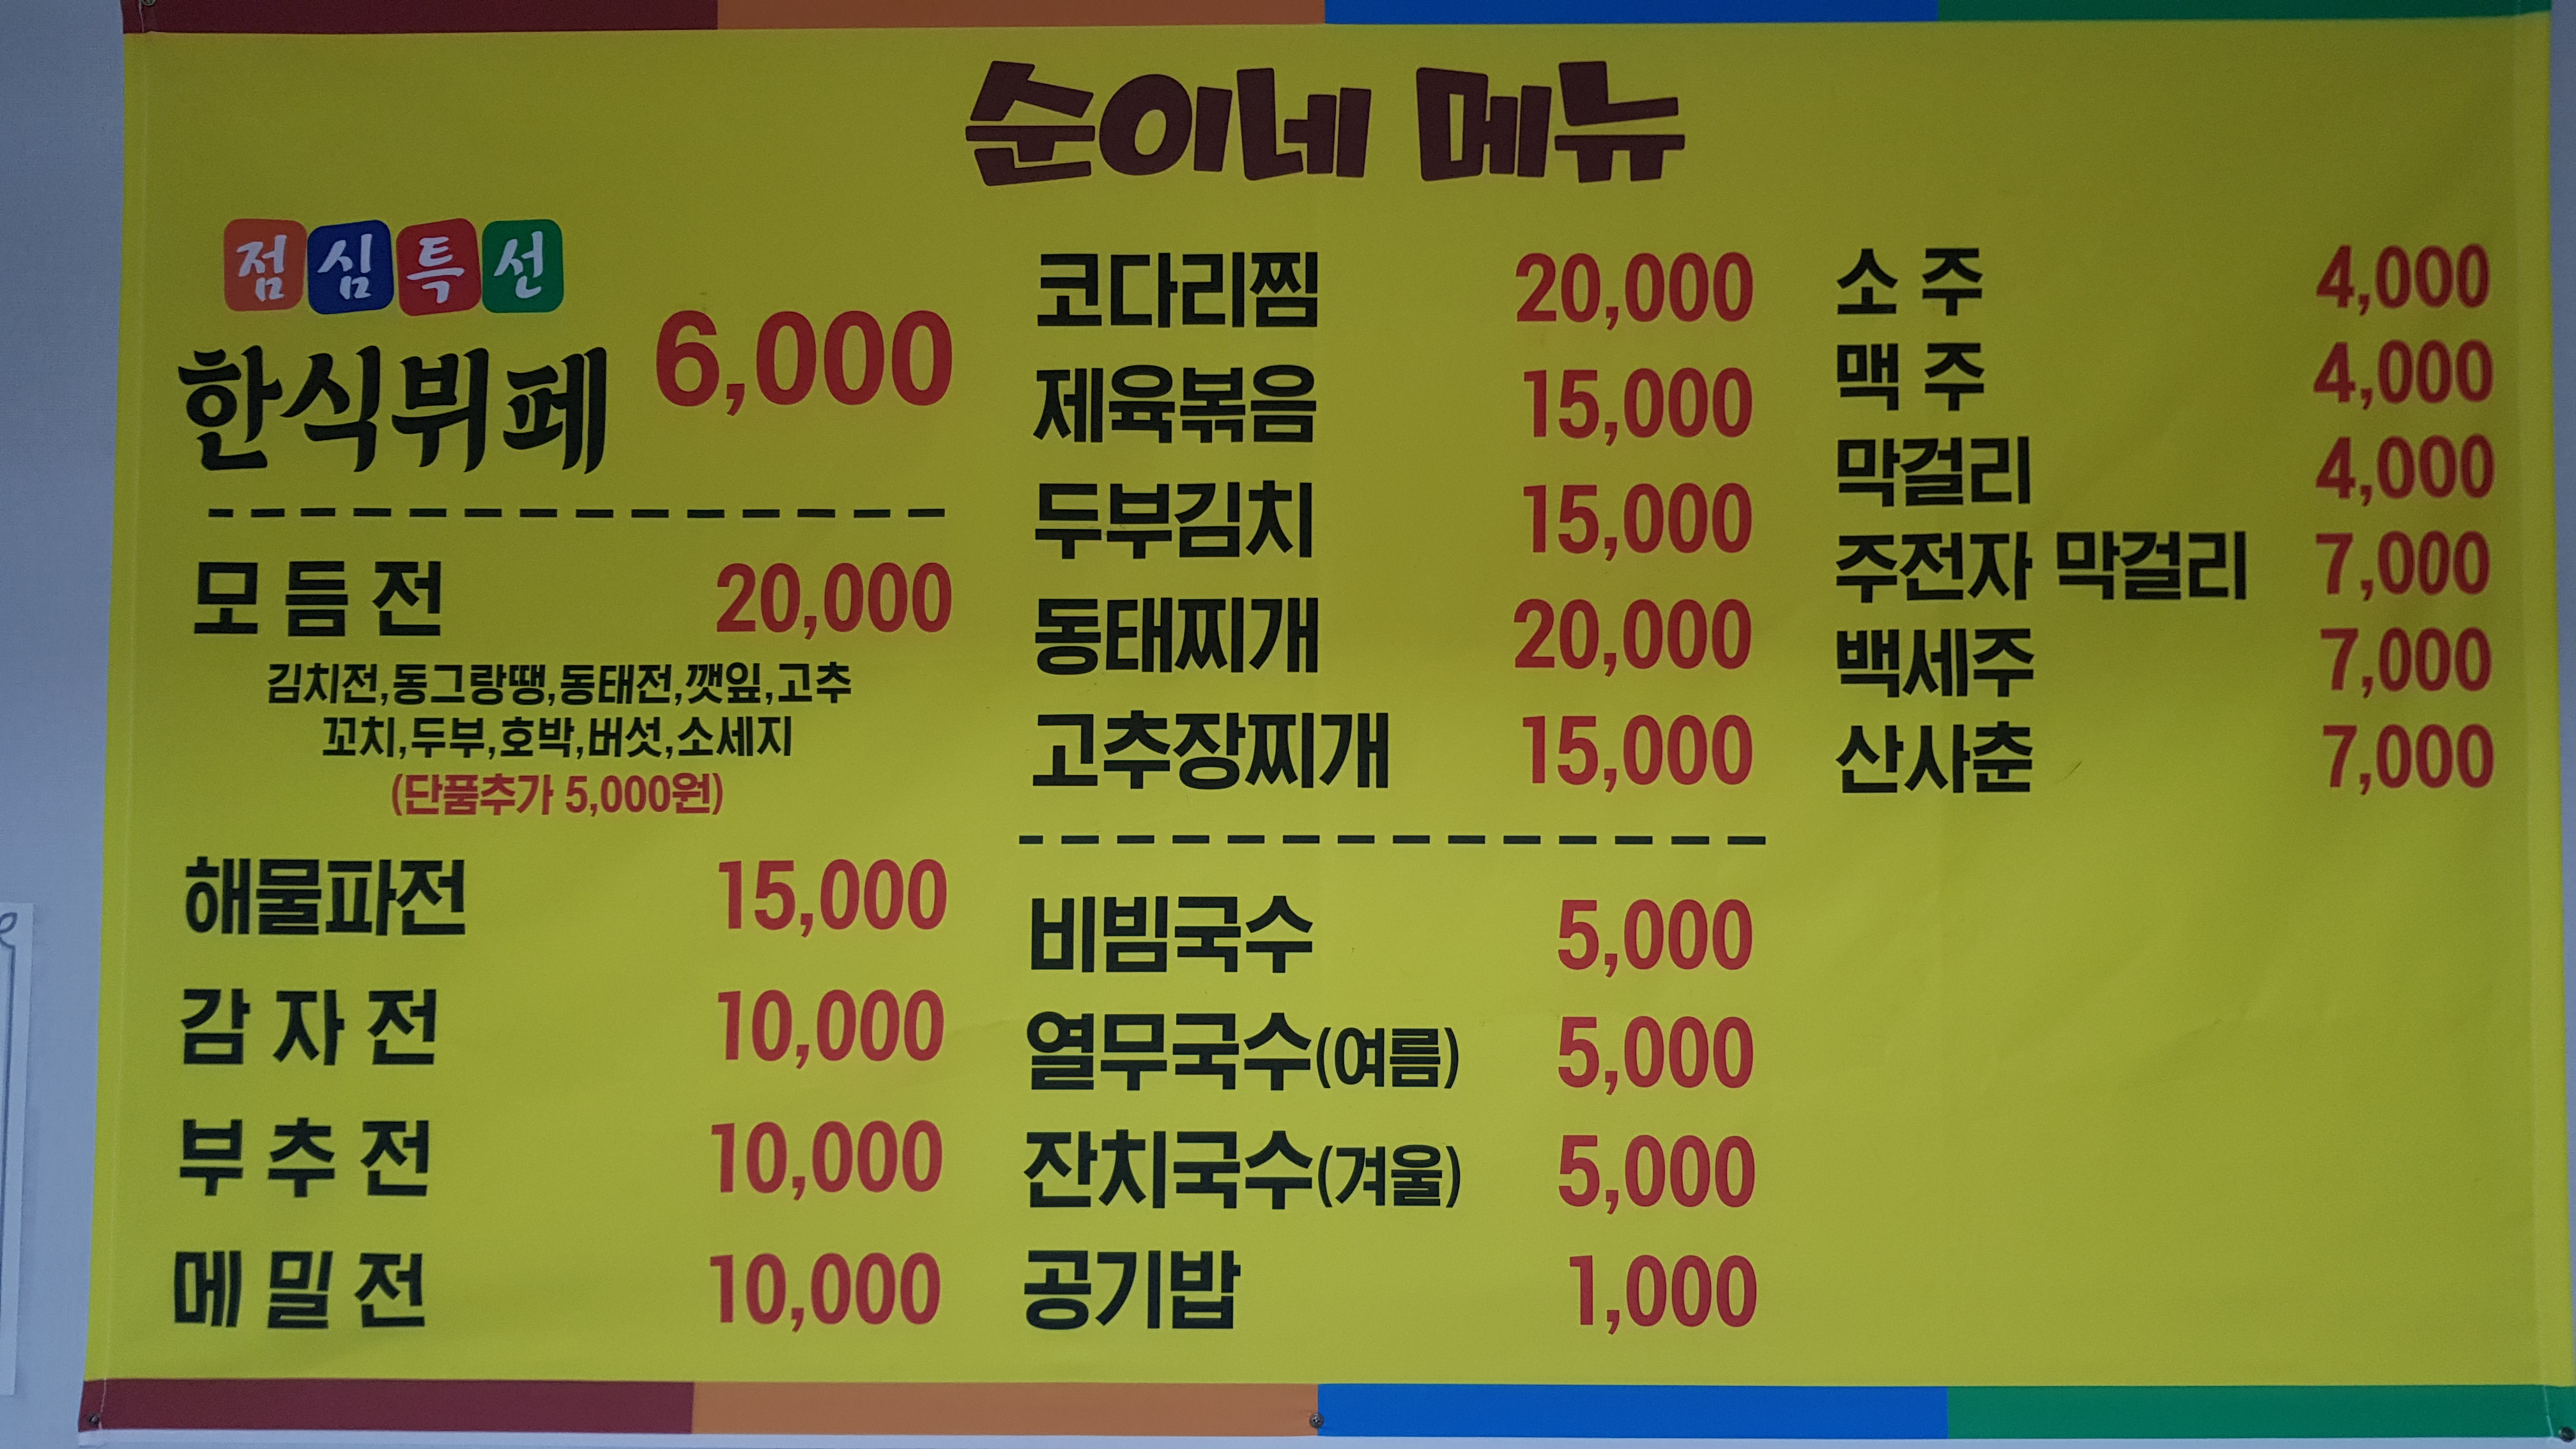 순이네 메뉴
점심특선
한식뷔페 6,000
모듬전 20,000
김치전,동그랑땡,동태전,깻잎,고추
꼬치,두부,호박,버섯,소세지
(단품추가 5,000원)
해물파전 15,000
감자전 10,000
부추전 10,000
메밀전 10,000
코다리찜 20,000
제육볶음 15,000
두부김치 15,000
동태찌개 20,000
고추장찌개 15,000
비빔국수 5,000
열무국수(여름) 5,000
잔치국수(겨울) 5,000
공기밥 1,000
소주 4,000
맥주 4,000
막걸리 4,000
주전자 막걸리 7,000
백세주 7,000
산사춘 7,000